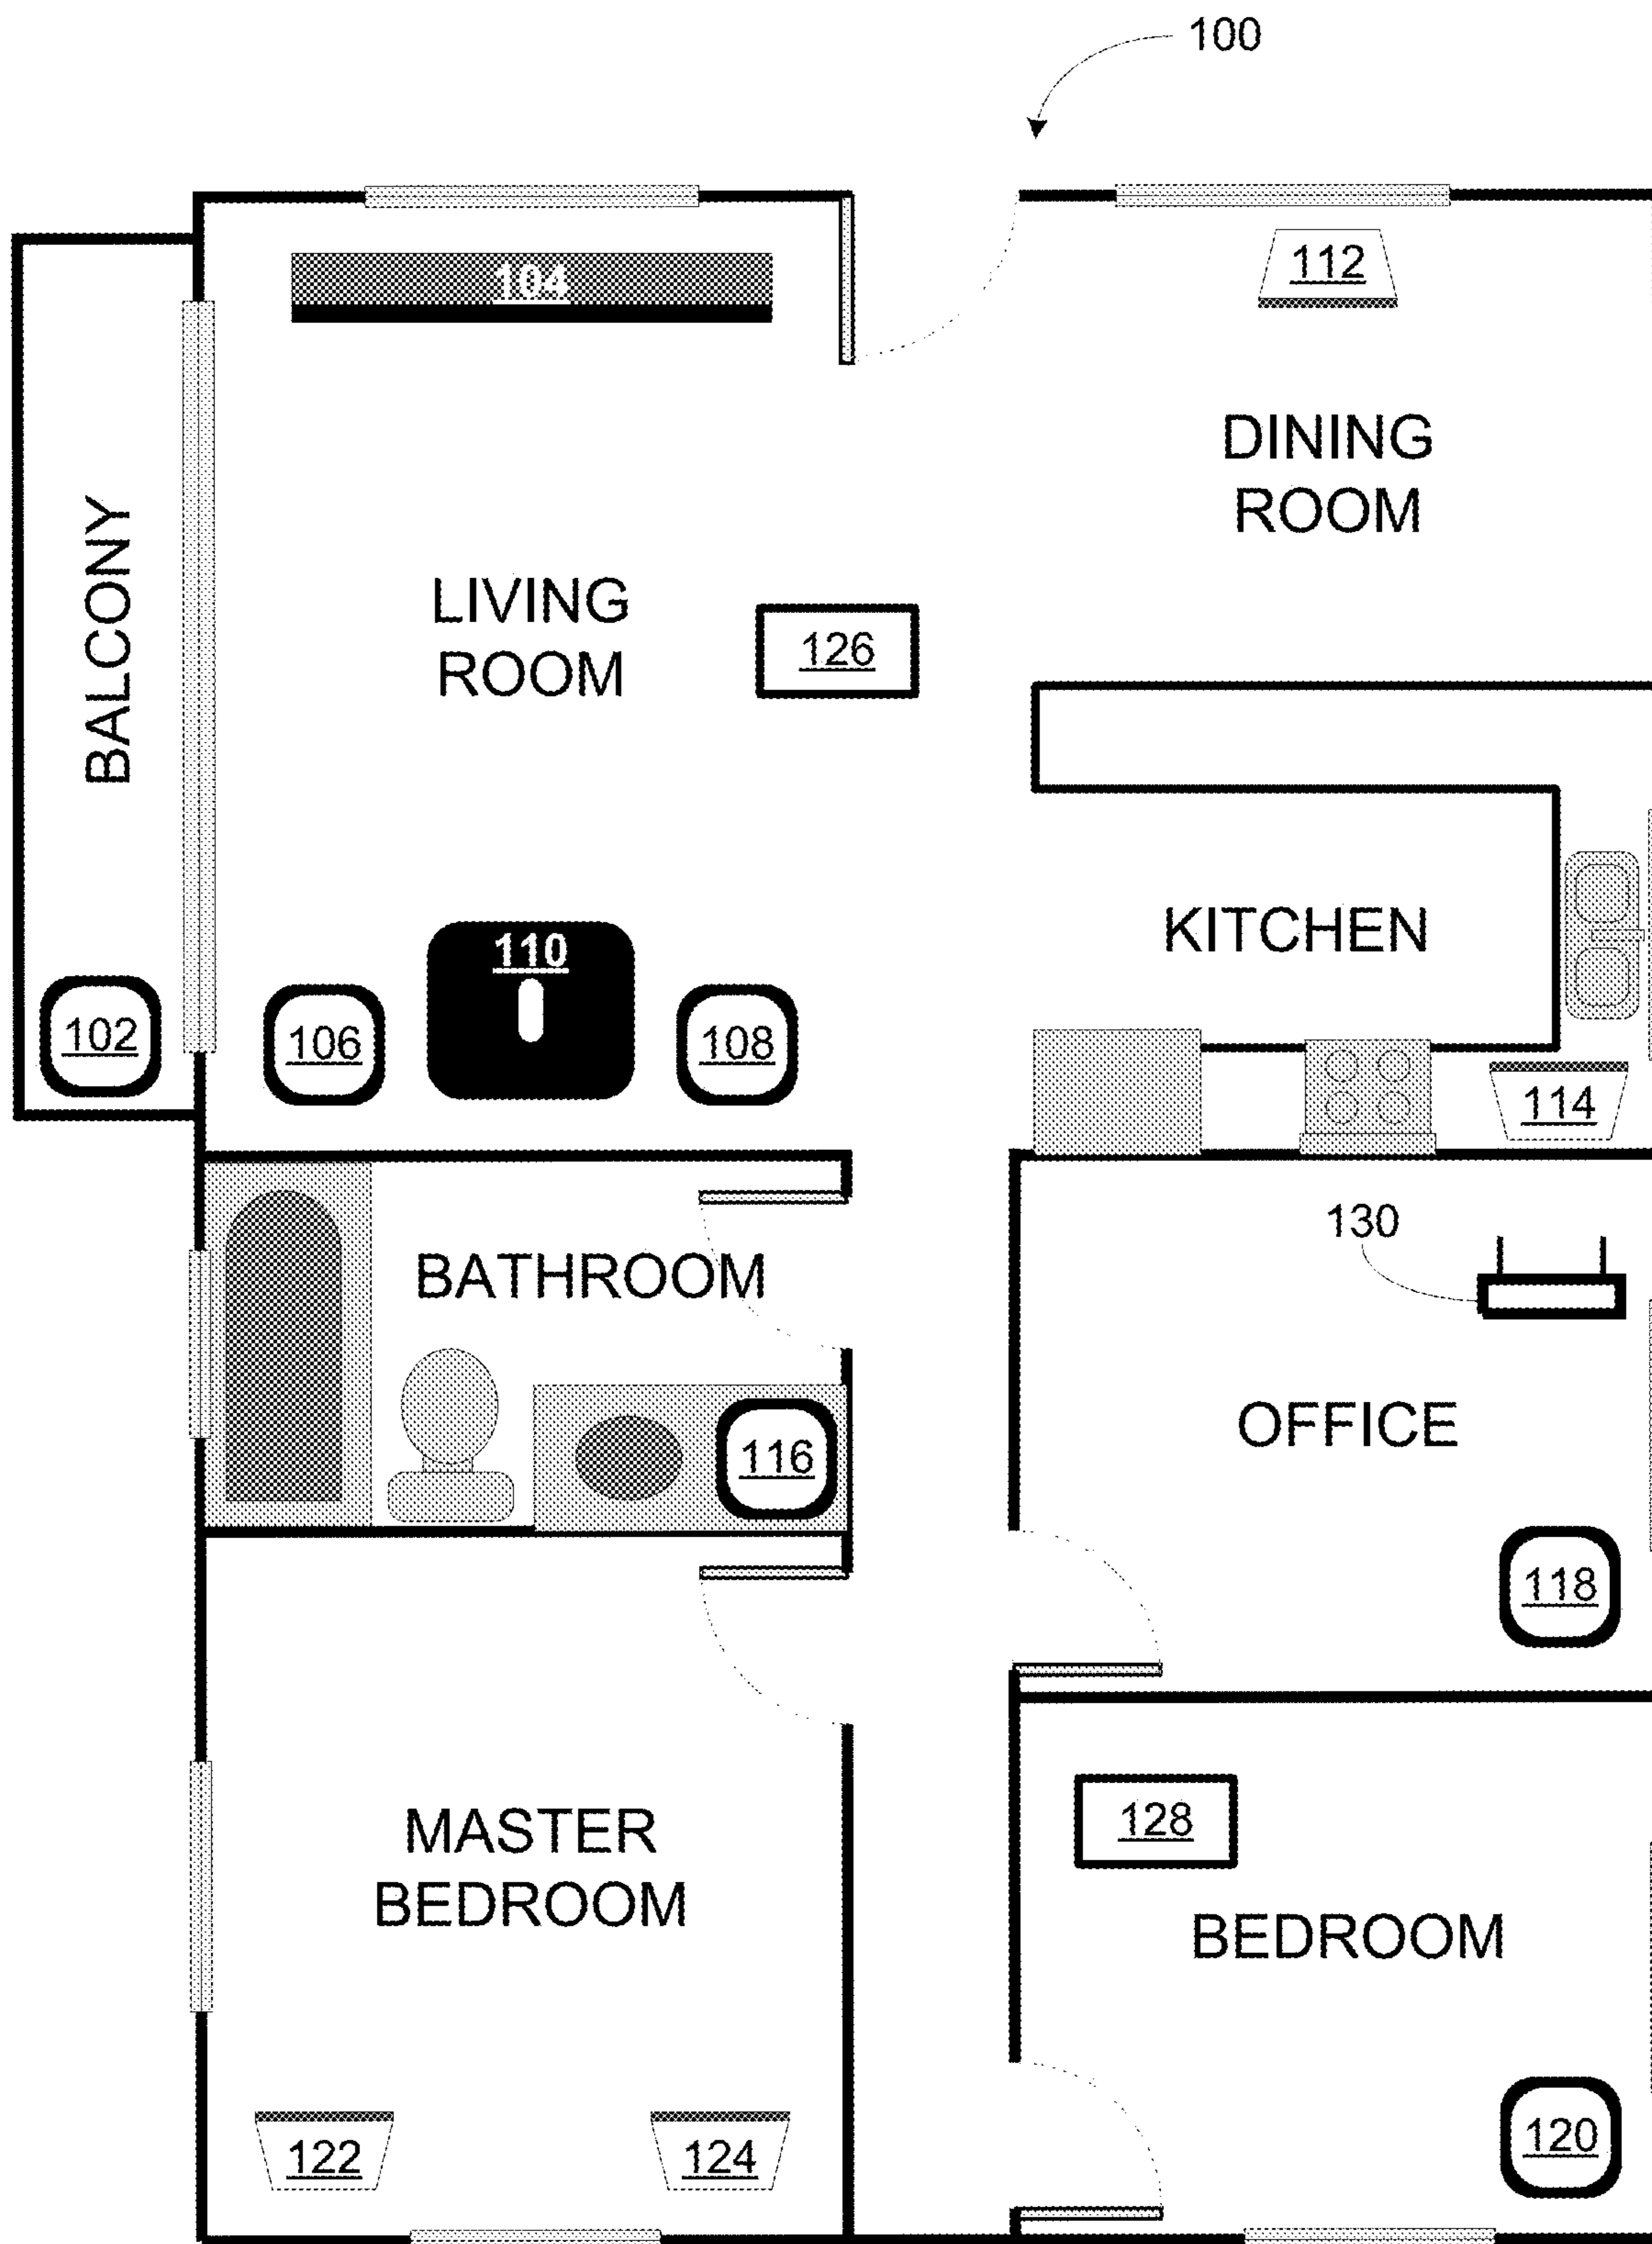 100
104
112
DINING
ROOM
BALCONY
LIVING
ROOM
126
110
KITCHEN
102
106
108
114
130
BATHROOM
OFFICE
116
118
128
MASTER
BEDROOM
BEDROOM
122
124
120